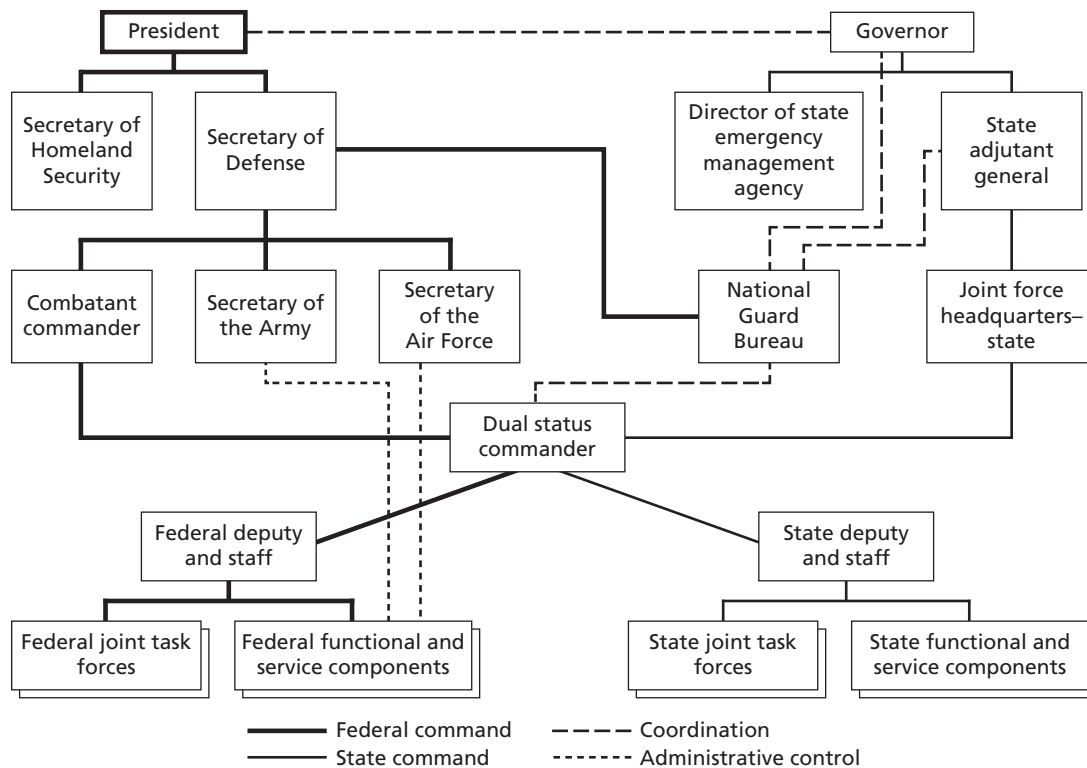 President
Governor
Secretary of
Homeland
Security
Secretary of
Defense
Director of state
emergency
management
agency
State
adjutant
general
Combatant
commander
Secretary of
the Army
Secretary
of the
Air Force
National
Guard
Bureau
Joint force
headquarters–
state
Dual status
commander
Federal deputy
and staff
State deputy
and staff
Federal joint task
forces
Federal functional and
service components
State joint task
forces
State functional and
service components
Federal command
Coordination
State command
Administrative control